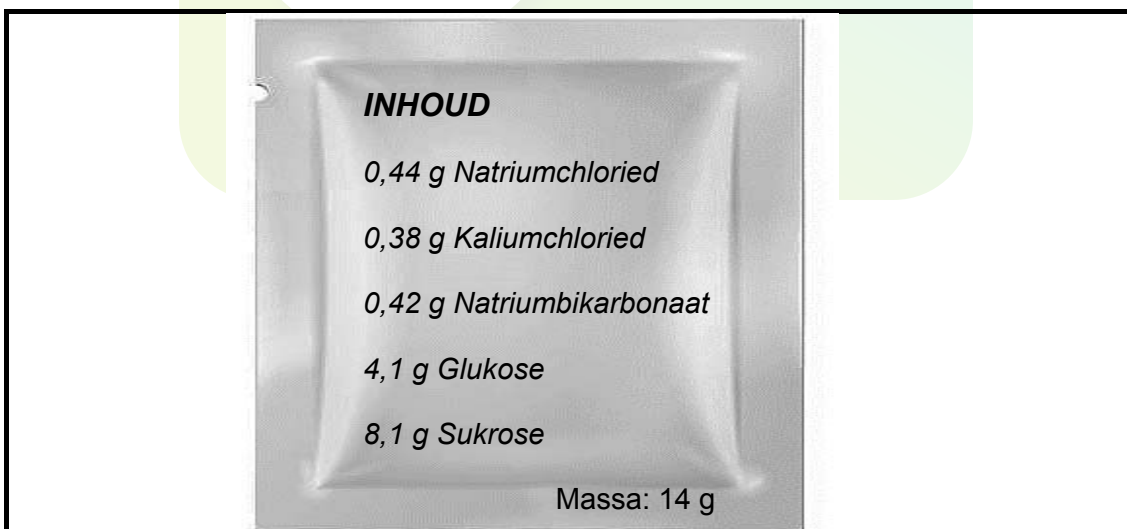 INHOUD
0,44 g Natriumchloried
0,38 g Kaliumchloried
0,42 g Natriumbikarbonaat
4,1 g Glukose
8,1 g Sukrose
Massa: 14 g